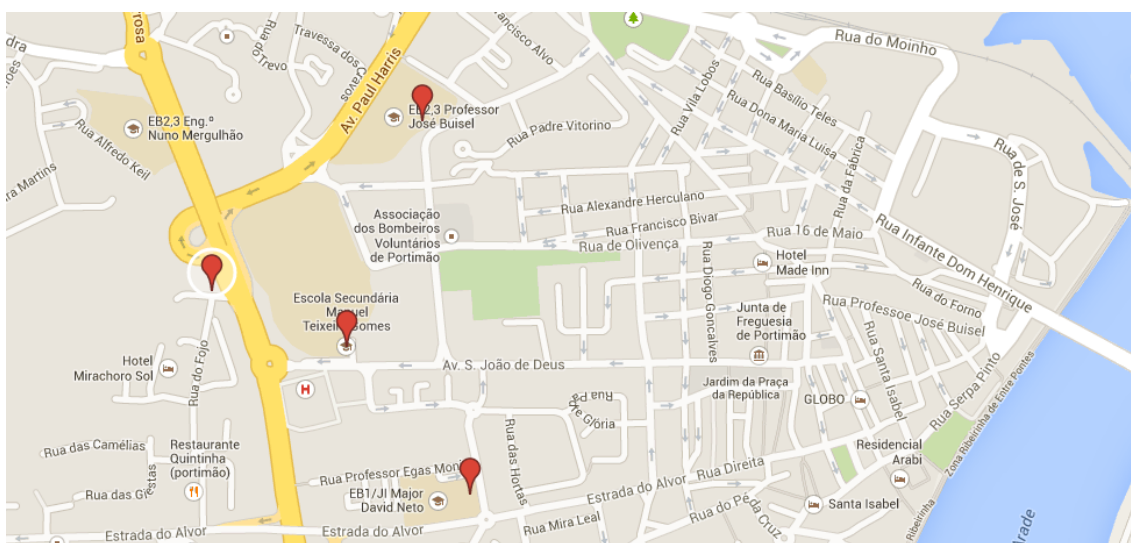 Rua do
Trevo
Travessa dos
Cravos
Av. Paul Harris
Rua do Moinho
EB2,3 Eng.º
Nuno Mergulhão
Rua Alfredo Keil
EB2,3 Professor
José Buisel
Rua Padre Vitorino
Rua Vila Lobos
Rua Basílio Teles
Rua Dona Maria Luisa
Rua da Fábrica
Rua de S. José
Martins
Associação
dos Bombeiros
Voluntários
de Portimão
Rua Alexandre Herculano
Rua Francisco Bivar
Rua de Olivença
Rua 16 de Maio
Rua Infante Dom Henrique
Hotel
Made Inn
Rua Diogo Gonçalves
Rua do Forno
Rua Professoe José Buisel
Escola Secundária
Manuel
Teixeira Gomes
Junta de
Freguesia
de Portimão
Hotel
Mirachoro Sol
Rua do Fojo
H
Av. S. João de Deus
Jardim da Praça
da República
Rua Santa Isabel
GLOBO
Rua Serpa Pinto
Zona Ribeirinha de Entre Pontes
Rua das Camélias
Restaurante
Quintinha
(portimão)
Rua das Hortas
Residencial
Arabi
Rua Professor Egas Moniz
Rua Direita
EB1/JI Major
David Neto
Estrada do Alvor
Estrada do Alvor
Rua Mira Leal
Rua do Pé da Cruz
Santa Isabel
Ribeirinha
Arade